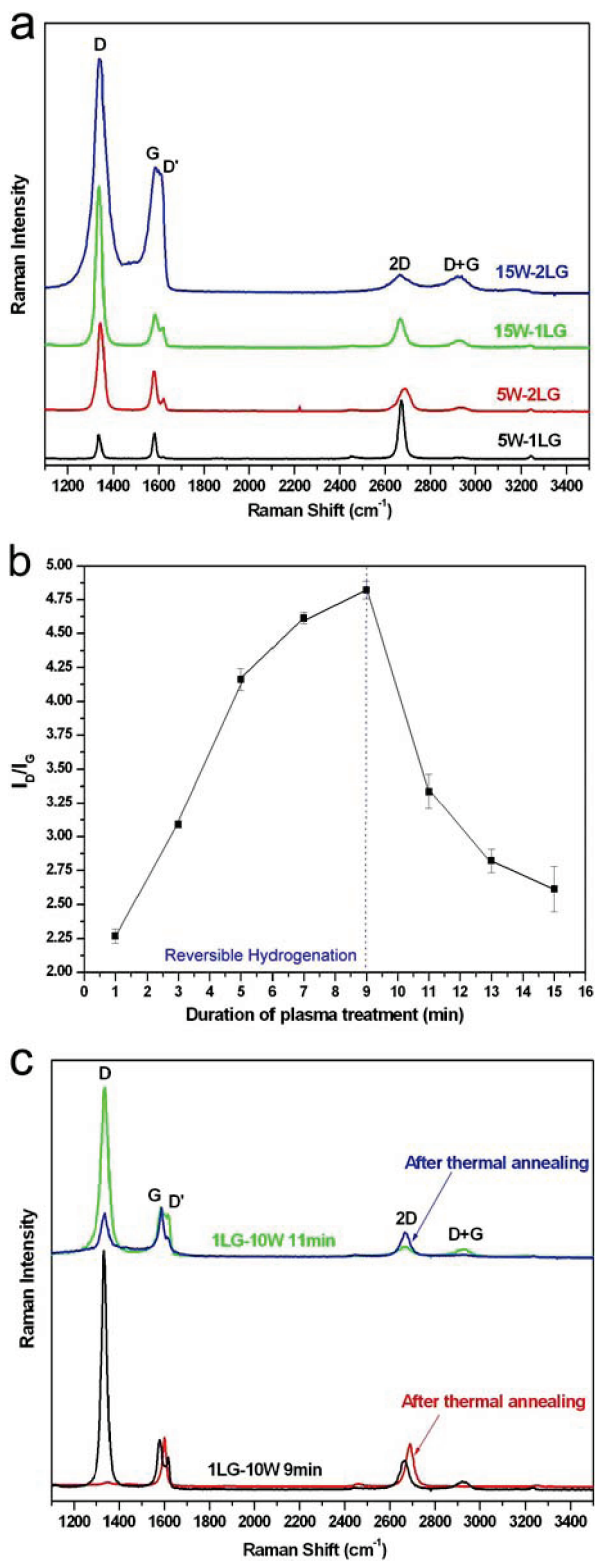 a
D
G
D'
2D
D+G
15W-2LG
15W-1LG
5W-2LG
5W-1LG
Raman Intensity
1200 1400 1600 1800 2000 2200 2400 2600 2800 3000 3200 3400
Raman Shift (cm-1)
b
5.00
4.75
4.50
4.25
4.00
3.75
3.50
3.25
3.00
2.75
2.50
2.25
2.00
ID/IG
Reversible Hydrogenation
0 1 2 3 4 5 6 7 8 9 10 11 12 13 14 15 16
Duration of plasma treatment (min)
c
D
G
D'
After thermal annealing
2D
D+G
1LG-10W 11min
After thermal annealing
1LG-10W 9min
Raman Intensity
1200 1400 1600 1800 2000 2200 2400 2600 2800 3000 3200 3400
Raman Shift (cm-1)